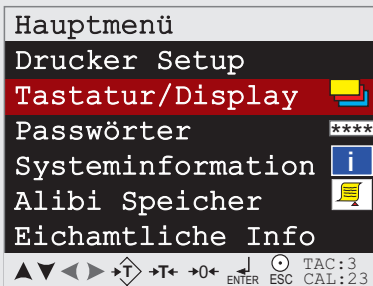 Hauptmenü
Drucker Setup
Tastatur/Display
Passwörter ****
Systeminformation i
Alibi Speicher
Eichamtliche Info
T →T← →0← ENTER ESC TAC:3
CAL:23